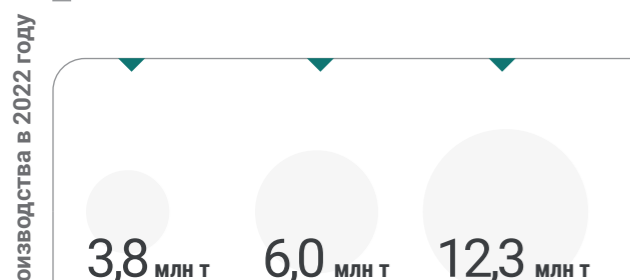 оизводства в 2022 году
3,8 млн т
6,0 млн т
12,3 млн т